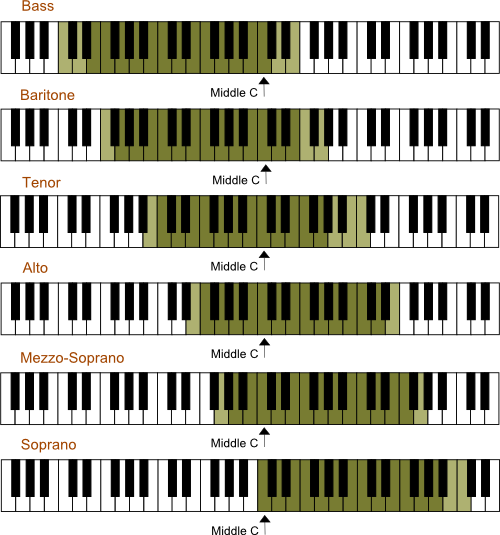 Bass
Middle C
Baritone
Middle C
Tenor
Middle C
Alto
Middle C
Mezzo-Soprano
Middle C
Soprano
Middle C